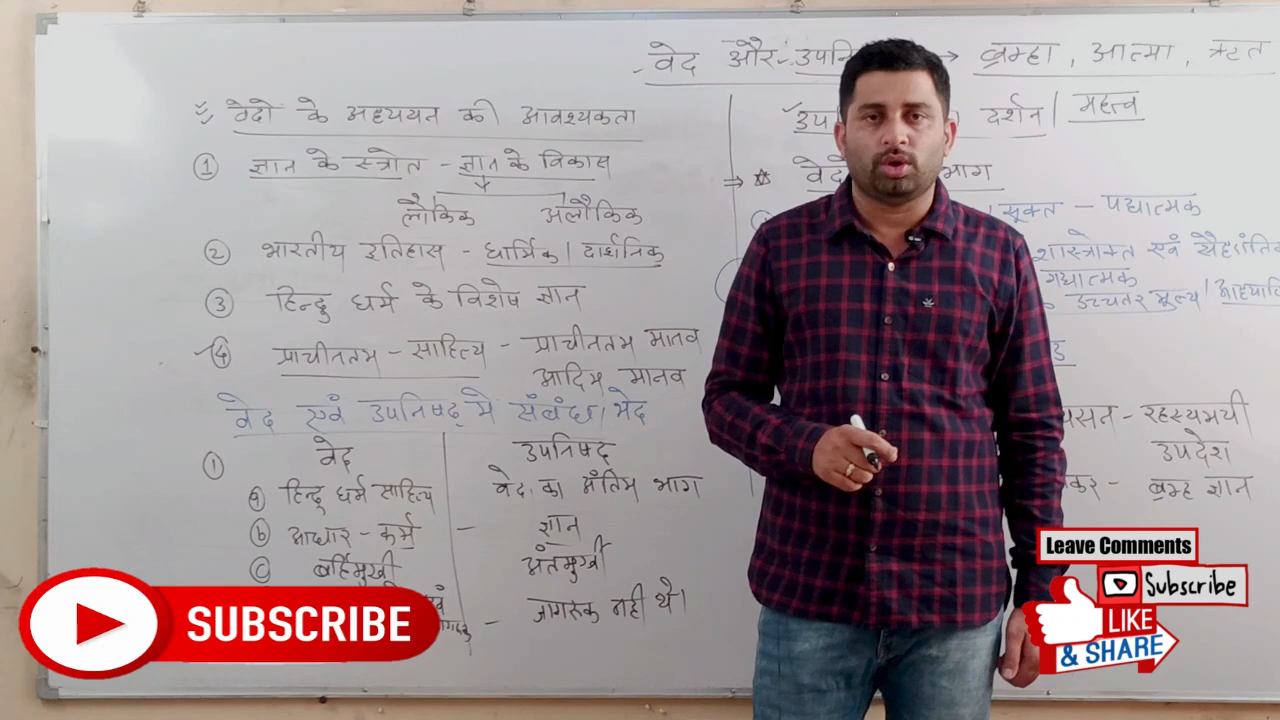 वेद और उपनि → ब्रम्हा, आत्मा, ऋत
वेदों के अध्ययन की आवश्यकता
① ज्ञान के स्त्रोत - ज्ञान के विकास
लौकिक अलौकिक
② भारतीय इतिहास - धार्मिक / दार्शनिक
③ हिन्दु धर्म के विशेष ज्ञान
④ प्राचीनतम - साहित्य - प्राचीनतम मानव
आदिम मानव
वेद एवं उपनिषद् मे संबंध / भेद
वेद उपनिषद
①
ⓐ हिन्दु धर्म साहित्य वेद का अंतिम भाग
ⓑ आधार - कर्म - ज्ञान
ⓒ बर्हिमुखी अंतमुर्खी
- जागरूक नही थे।
उप दर्शन / महत्व
⇒ भाग
सूक्त - पद्यात्मक
शास्त्रोक्त एवं सैद्धांति
गद्यात्मक
उच्चतर मूल्य /
- रहस्यमयी
उपदेश
- ब्रम्ह ज्ञान
SUBSCRIBE
Leave Comments
Subscribe
LIKE
& SHARE